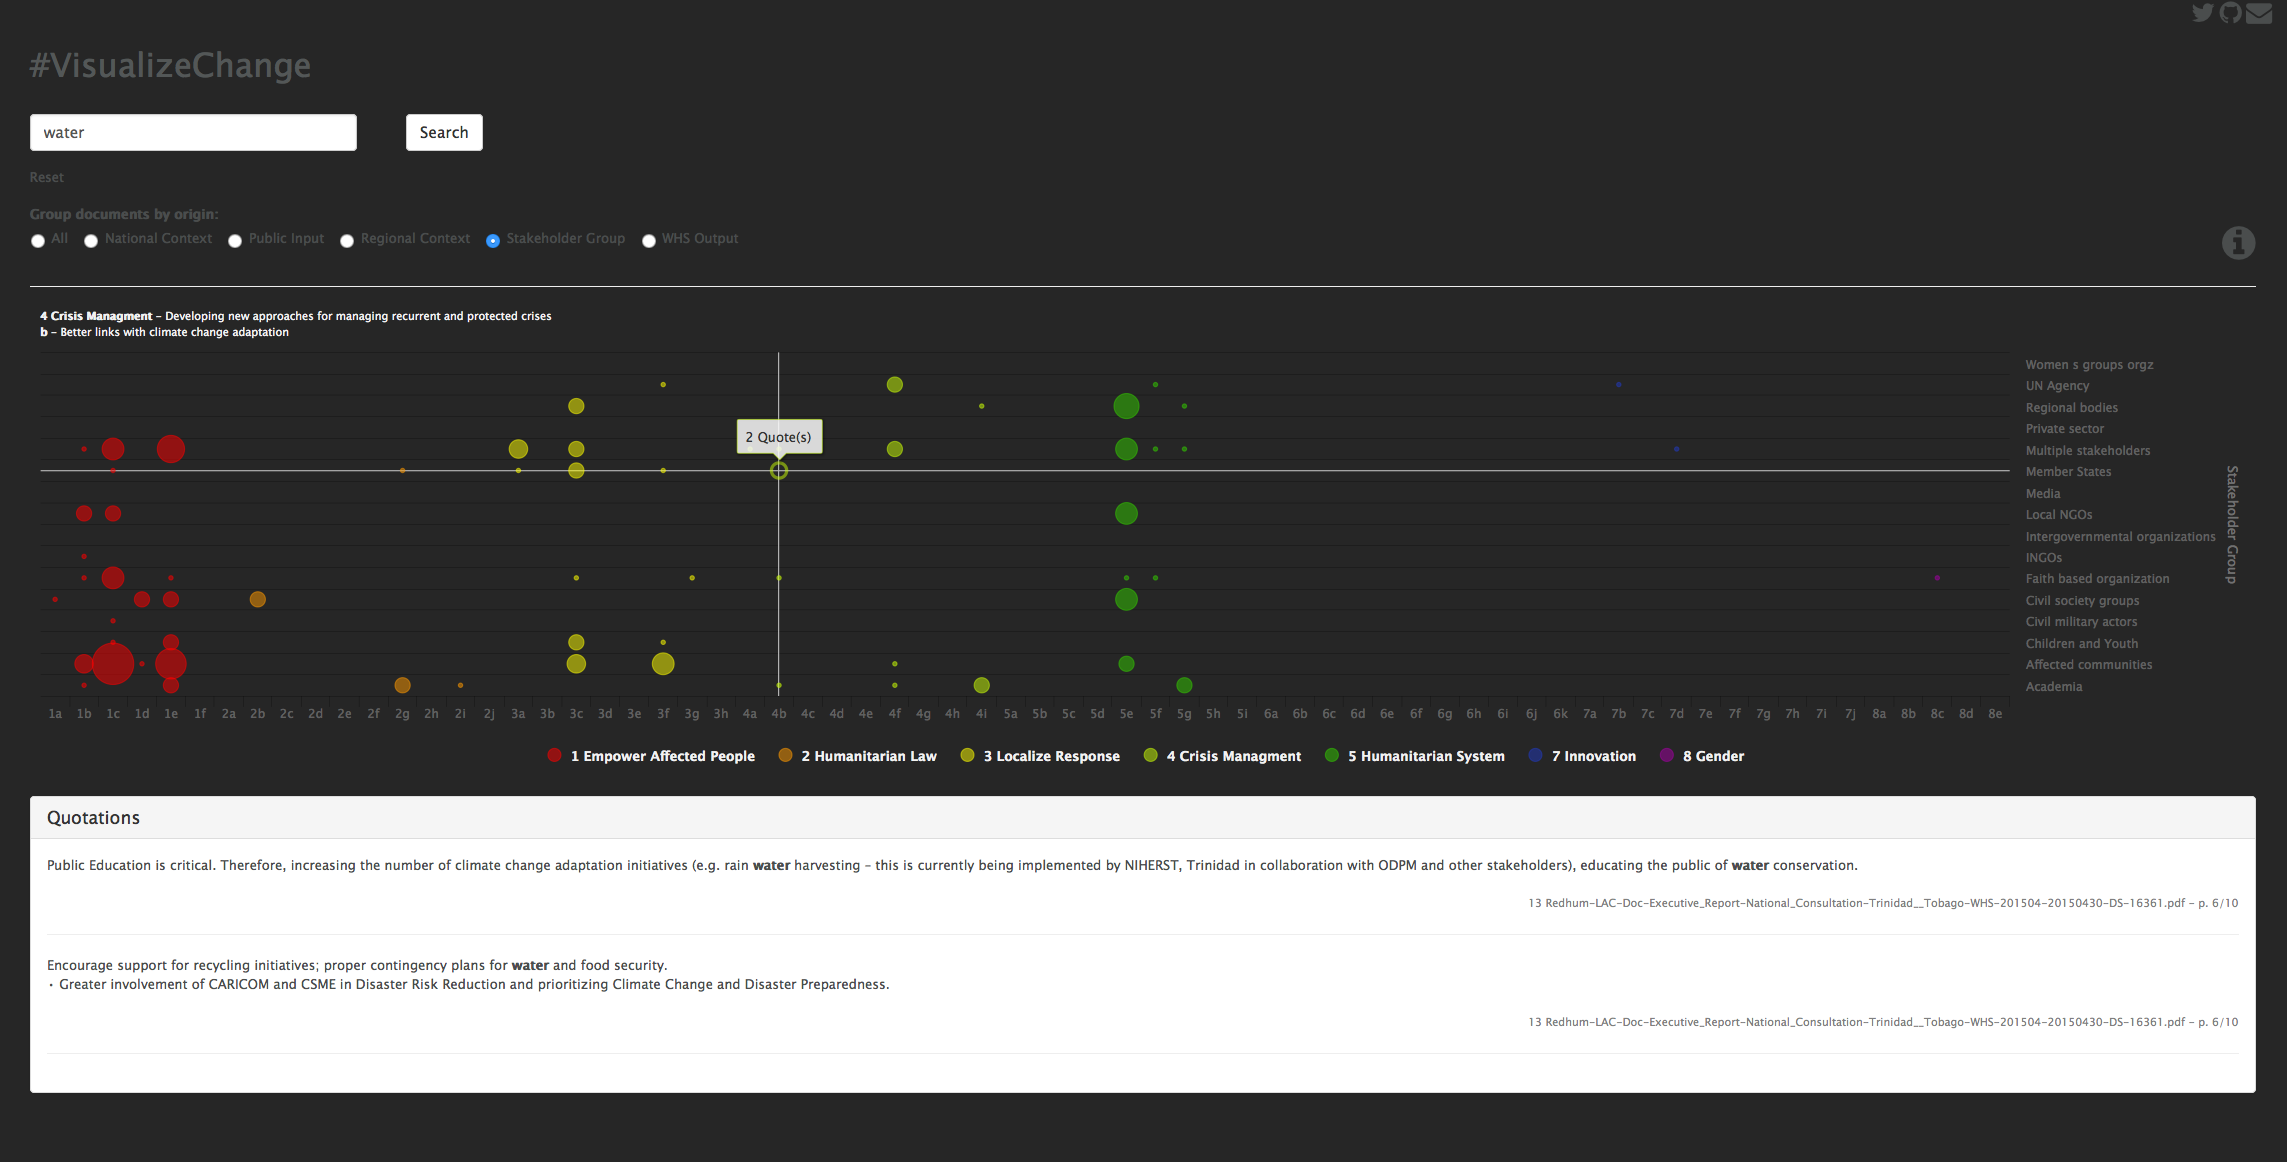 #VisualizeChange
water
Search
Reset
Group documents by origin:
All National Context Public Input Regional Context Stakeholder Group WHS Output
4 Crisis Managment - Developing new approaches for managing recurrent and protected crises
b - Better links with climate change adaptation
2 Quote(s)
Women s groups orgz
UN Agency
Regional bodies
Private sector
Multiple stakeholders
Member States
Media
Local NGOs
Intergovernmental organizations
INGOs
Faith based organization
Civil society groups
Civil military actors
Children and Youth
Affected communities
Academia
Stakeholder Group
1a 1b 1c 1d 1e 1f 2a 2b 2c 2d 2e 2f 2g 2h 2i 2j 3a 3b 3c 3d 3e 3f 3g 3h 4a 4b 4c 4d 4e 4f 4g 4h 4i 5a 5b 5c 5d 5e 5f 5g 5h 5i 6a 6b 6c 6d 6e 6f 6g 6h 6i 6j 6k 7a 7b 7c 7d 7e 7f 7g 7h 7i 7j 8a 8b 8c 8d 8e
1 Empower Affected People 2 Humanitarian Law 3 Localize Response 4 Crisis Managment 5 Humanitarian System 7 Innovation 8 Gender
Quotations
Public Education is critical. Therefore, increasing the number of climate change adaptation initiatives (e.g. rain water harvesting – this is currently being implemented by NIHERST, Trinidad in collaboration with ODPM and other stakeholders), educating the public of water conservation.
13 Redhum-LAC-Doc-Executive_Report-National_Consultation-Trinidad__Tobago-WHS-201504-20150430-DS-16361.pdf - p. 6/10
Encourage support for recycling initiatives; proper contingency plans for water and food security.
· Greater involvement of CARICOM and CSME in Disaster Risk Reduction and prioritizing Climate Change and Disaster Preparedness.
13 Redhum-LAC-Doc-Executive_Report-National_Consultation-Trinidad__Tobago-WHS-201504-20150430-DS-16361.pdf - p. 6/10